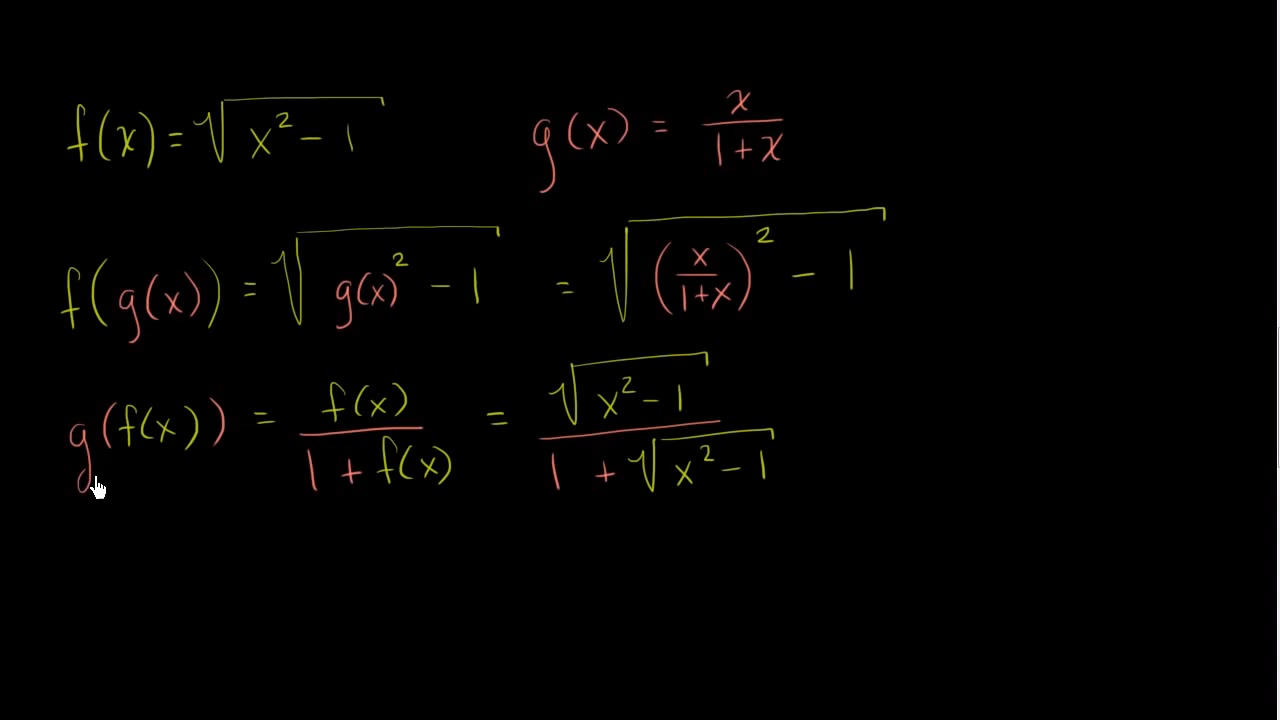 f(x) = √(x² − 1) g(x) = x/(1 + x)
f(g(x)) = √(g(x)² − 1) = √((x/(1+x))² − 1)
g(f(x)) = f(x)/(1 + f(x)) = √(x² − 1)/(1 + √(x² − 1))